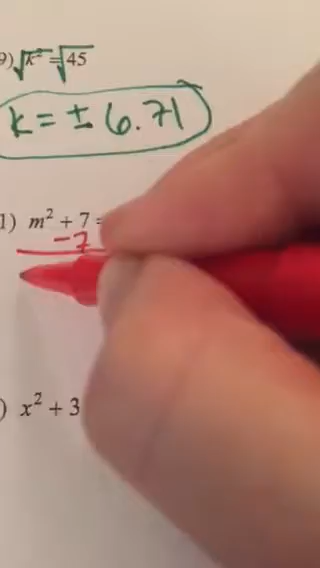 9) √k² = √45
k = ± 6.71
1) m² + 7 =
-7
) x² + 3